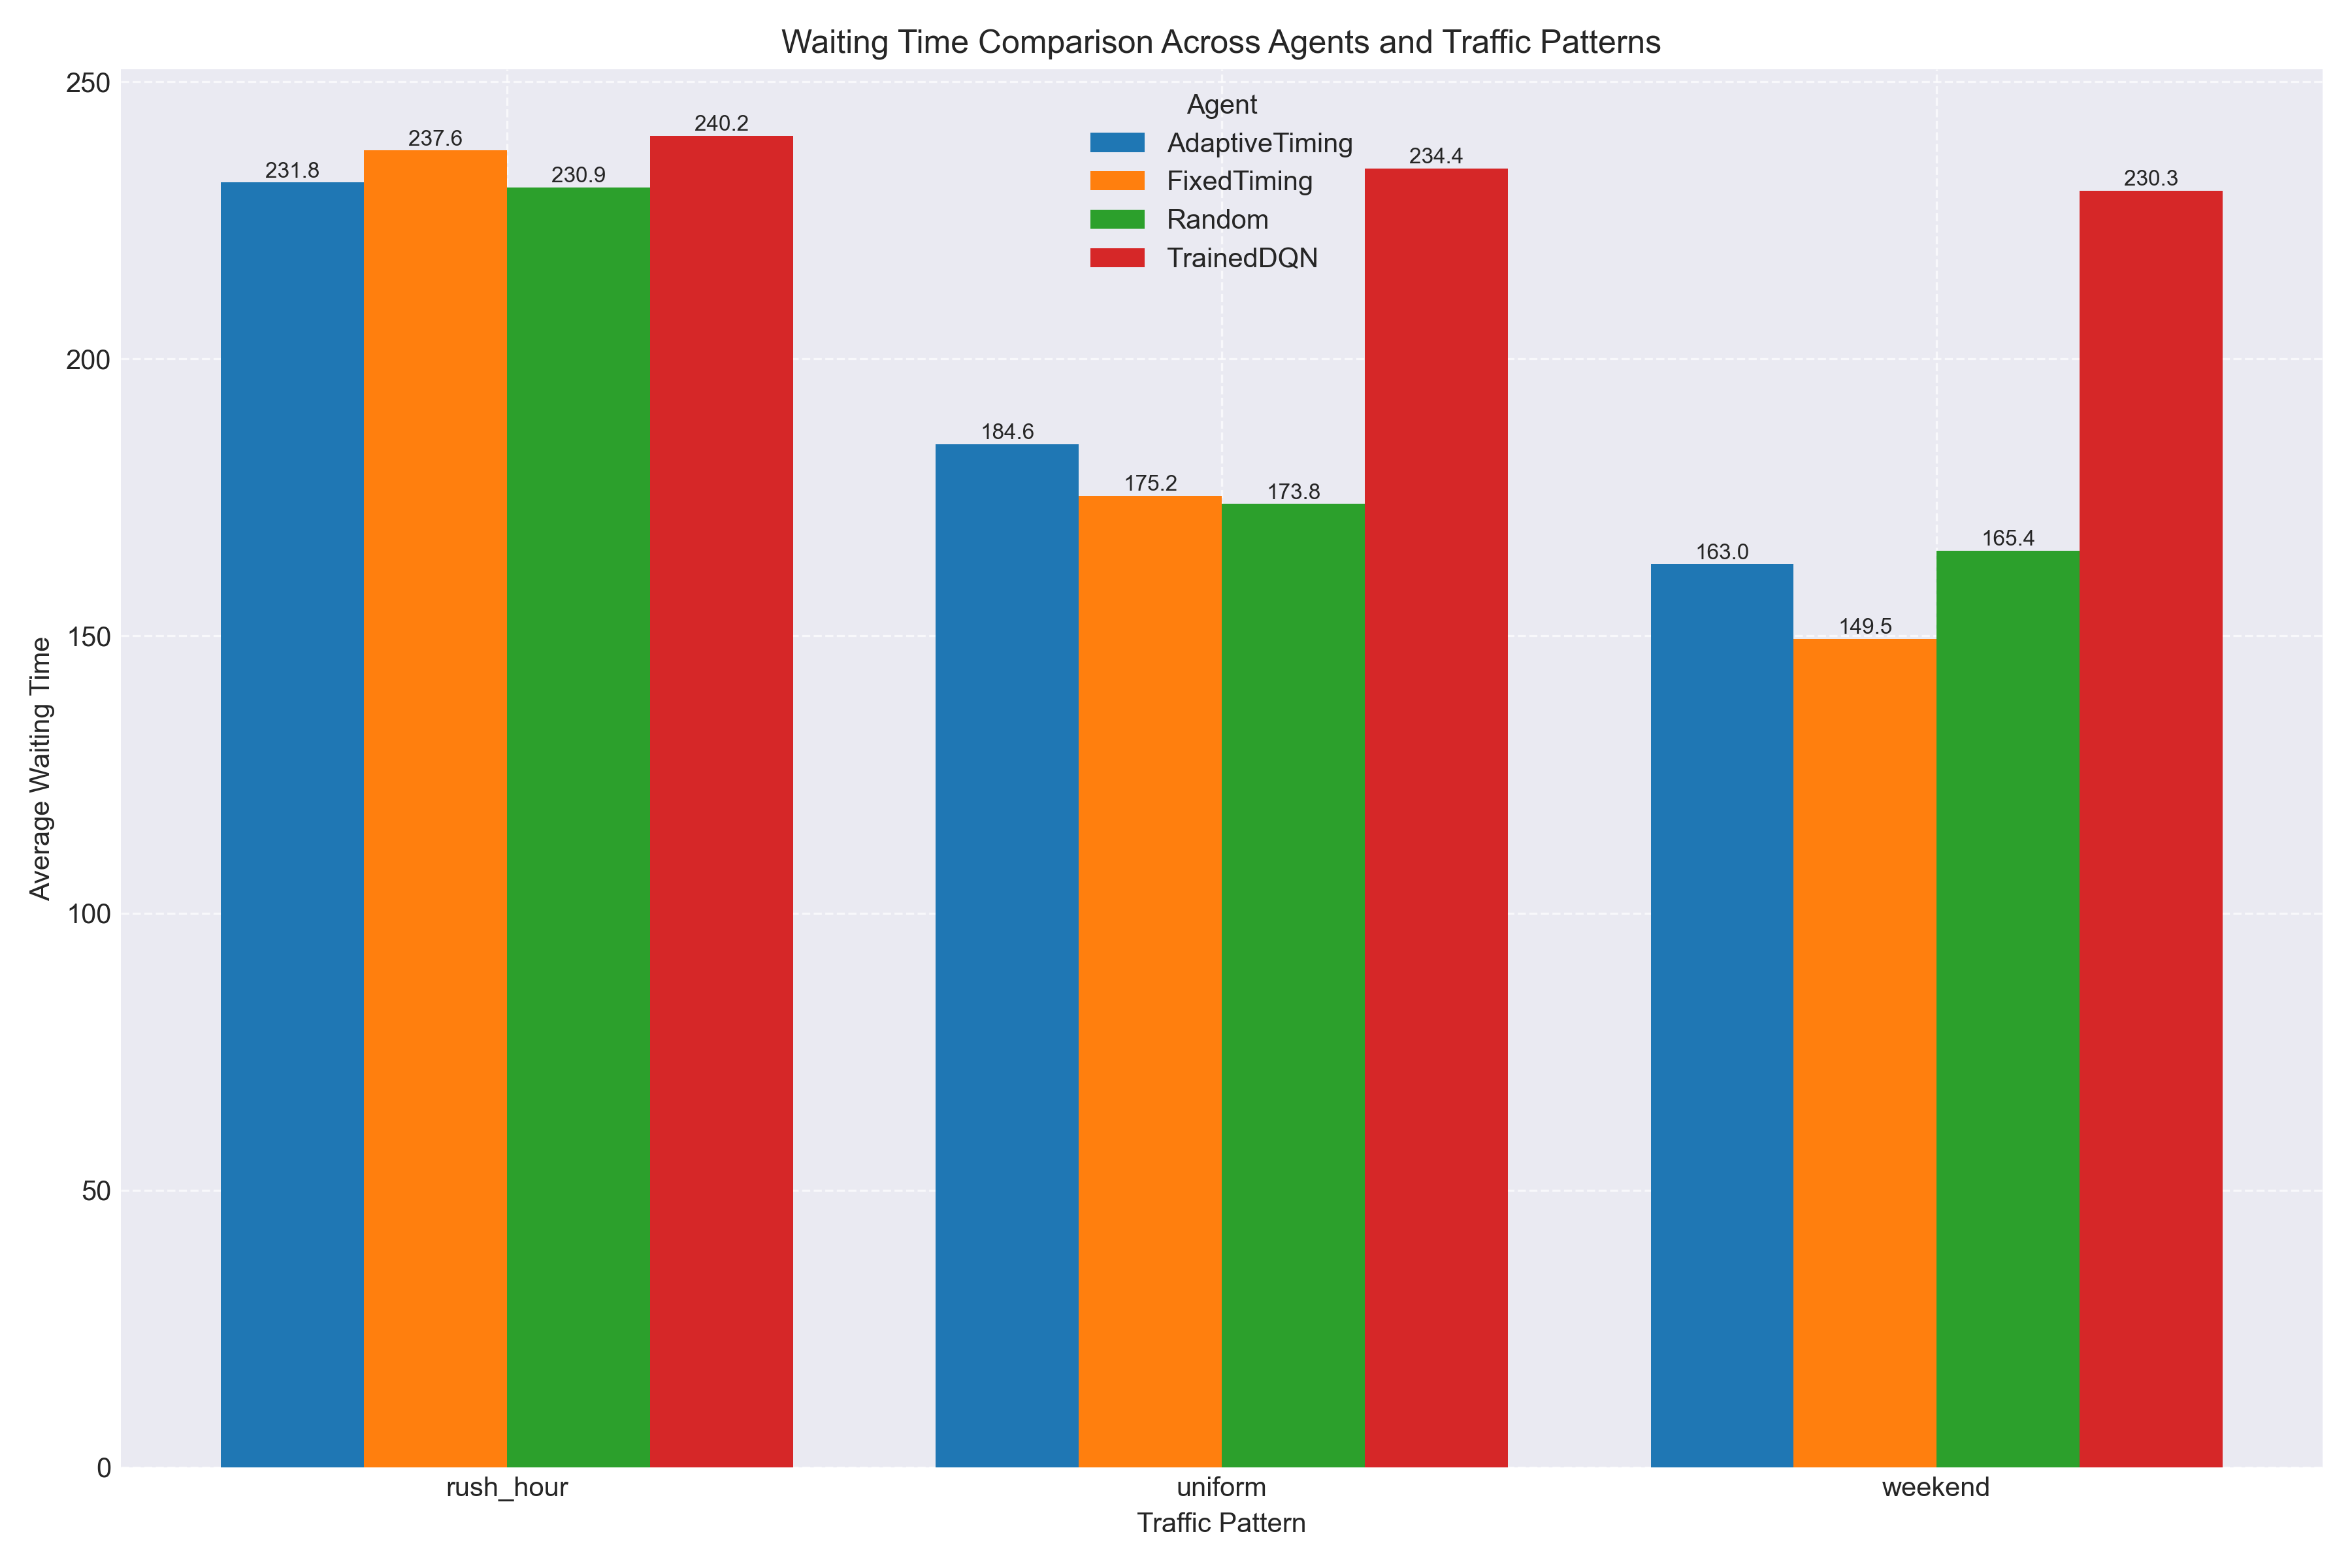 Waiting Time Comparison Across Agents and Traffic Patterns
Average Waiting Time
250
200
150
100
50
0
Agent
AdaptiveTiming
FixedTiming
Random
TrainedDQN
231.8
237.6
230.9
240.2
184.6
175.2
173.8
234.4
163.0
149.5
165.4
230.3
rush_hour
uniform
weekend
Traffic Pattern